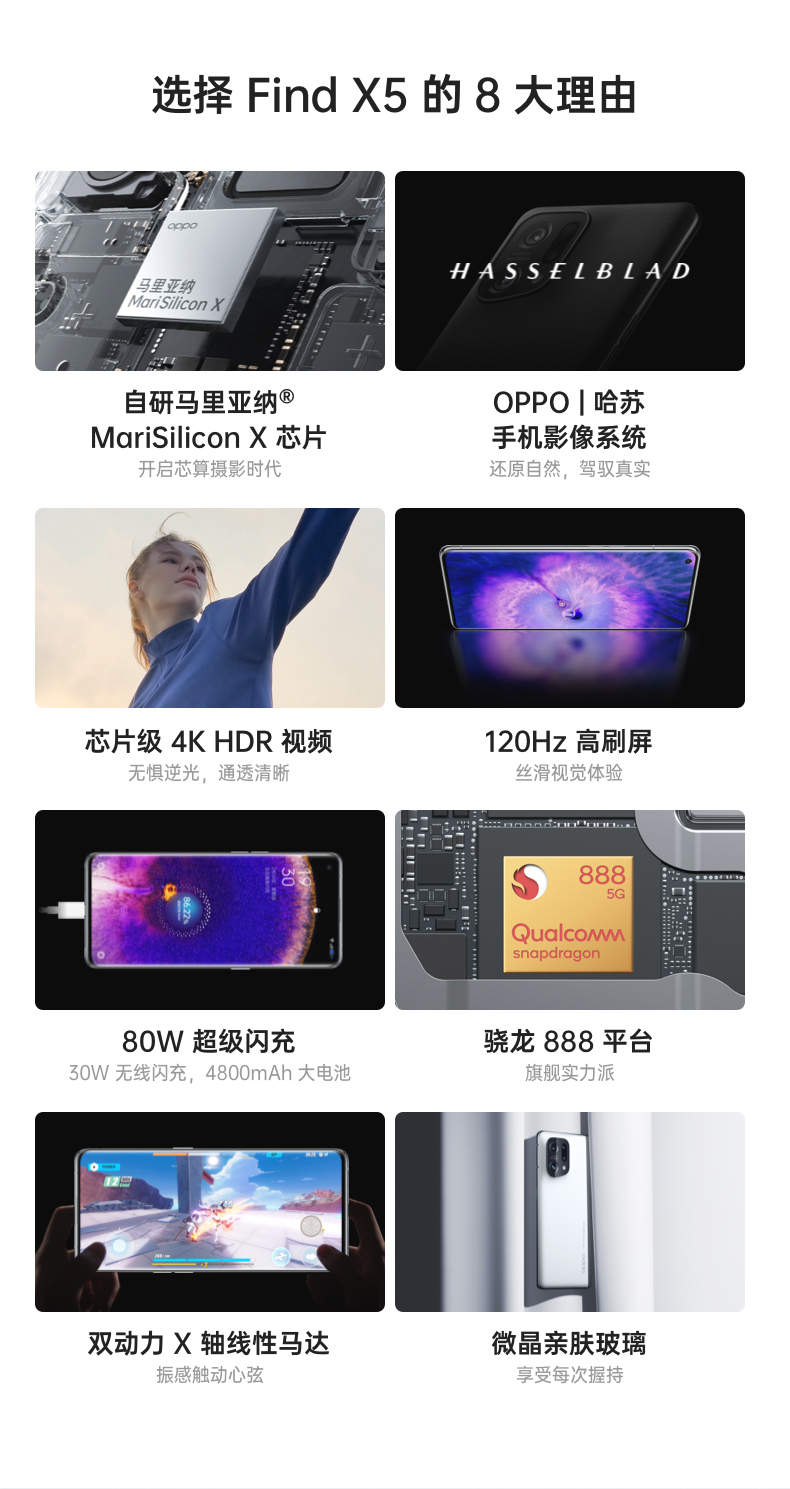 选择 Find X5 的 8 大理由
oppo
马里亚纳
MariSilicon X
HASSELBLAD
自研马里亚纳®
MariSilicon X 芯片
开启芯算摄影时代
OPPO | 哈苏
手机影像系统
还原自然，驾驭真实
芯片级 4K HDR 视频
无惧逆光，通透清晰
120Hz 高刷屏
丝滑视觉体验
19
30
86.22%
888
5G
Qualcomm
snapdragon
80W 超级闪充
30W 无线闪充，4800mAh 大电池
骁龙 888 平台
旗舰实力派
12
oppo
双动力 X 轴线性马达
振感触动心弦
微晶亲肤玻璃
享受每次握持